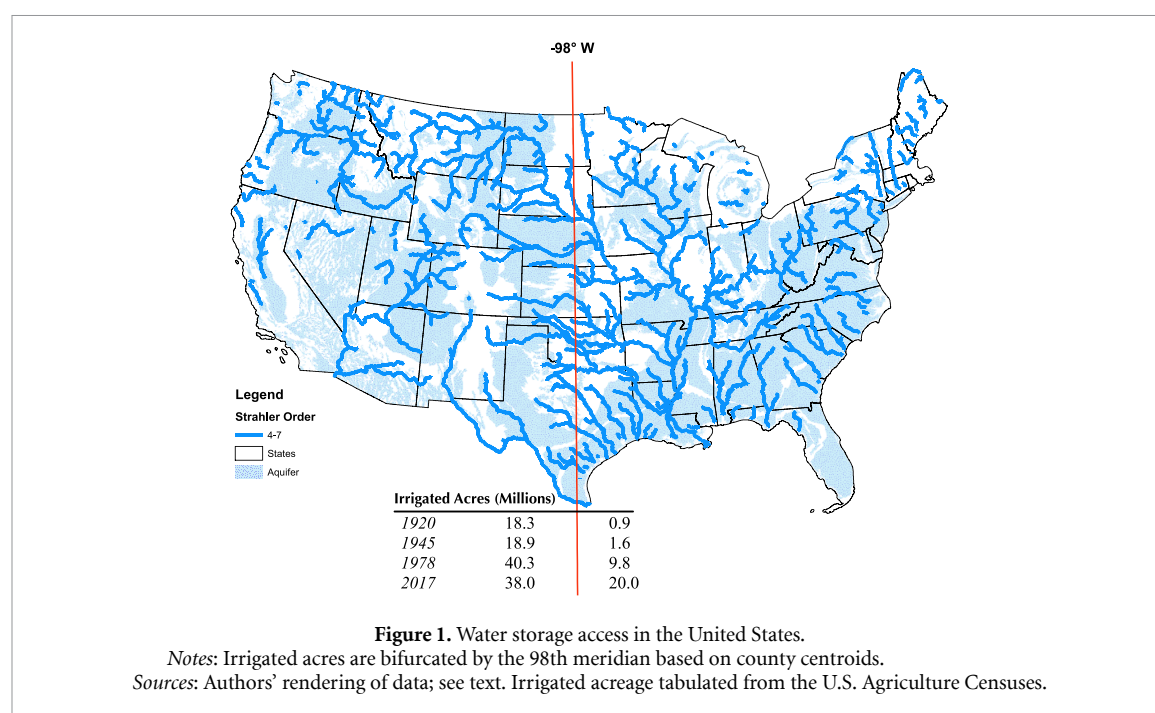 -98° W
Legend
Strahler Order
4-7
States
Aquifer
Irrigated Acres (Millions)
1920 18.3 0.9
1945 18.9 1.6
1978 40.3 9.8
2017 38.0 20.0
Figure 1. Water storage access in the United States.
Notes: Irrigated acres are bifurcated by the 98th meridian based on county centroids.
Sources: Authors' rendering of data; see text. Irrigated acreage tabulated from the U.S. Agriculture Censuses.